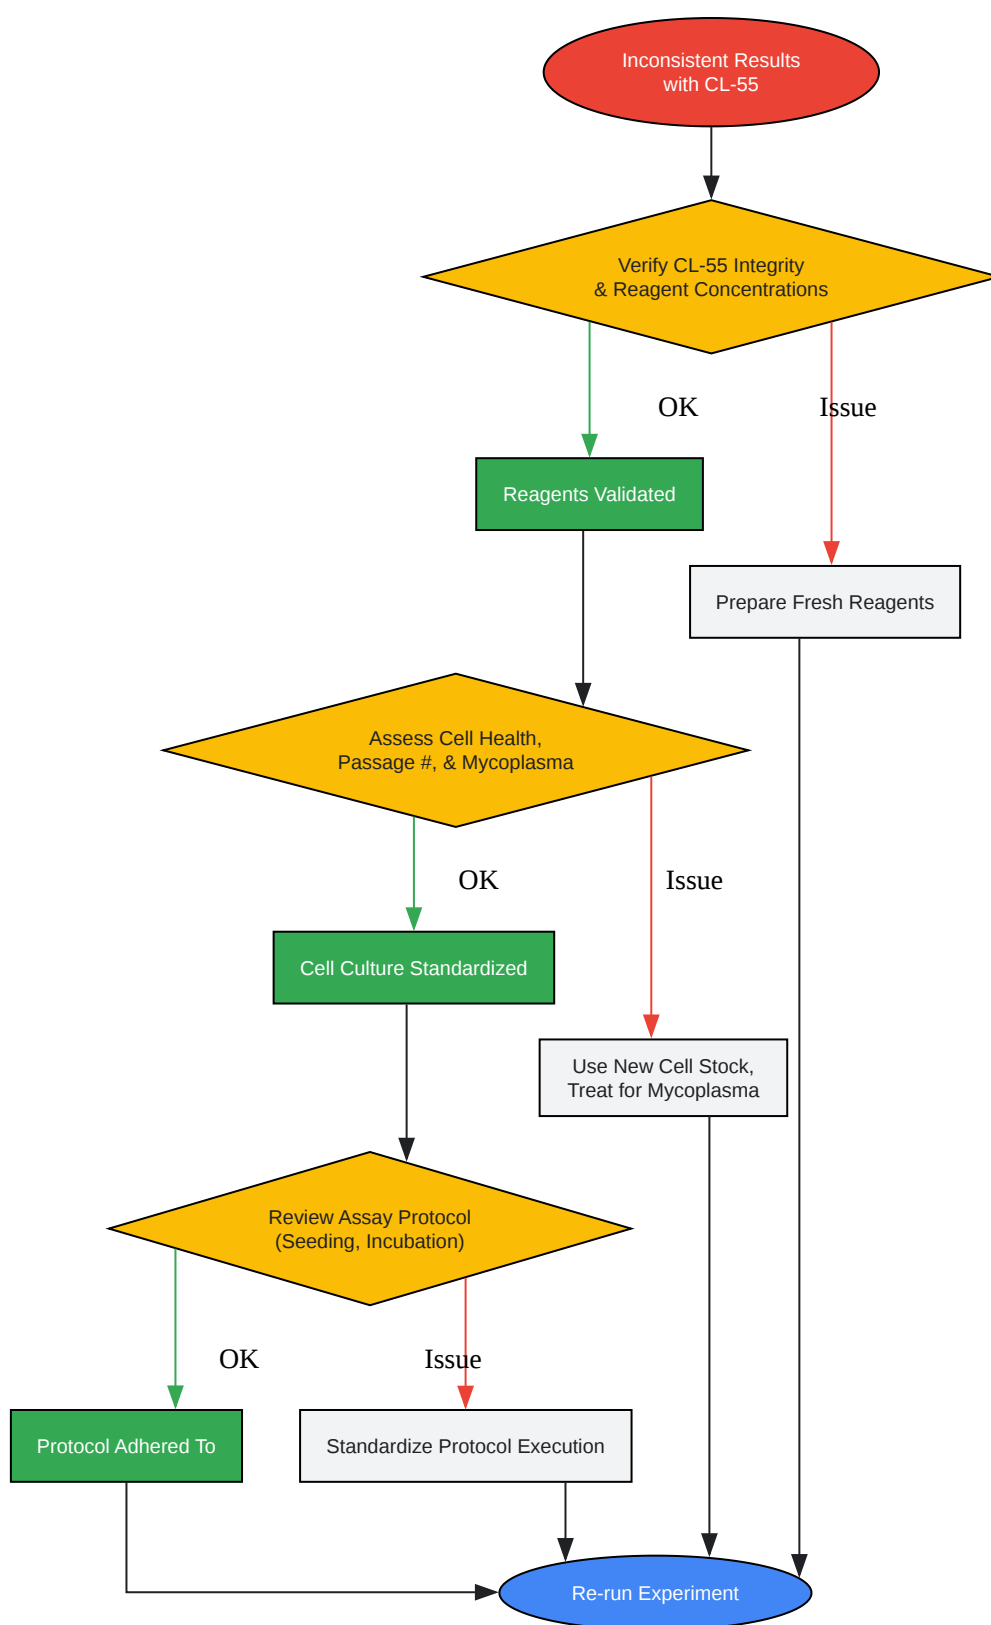 Inconsistent Results
with CL-55
Verify CL-55 Integrity
& Reagent Concentrations
OK
Issue
Reagents Validated
Prepare Fresh Reagents
Assess Cell Health,
Passage #, & Mycoplasma
OK
Issue
Cell Culture Standardized
Use New Cell Stock,
Treat for Mycoplasma
Review Assay Protocol
(Seeding, Incubation)
OK
Issue
Protocol Adhered To
Standardize Protocol Execution
Re-run Experiment